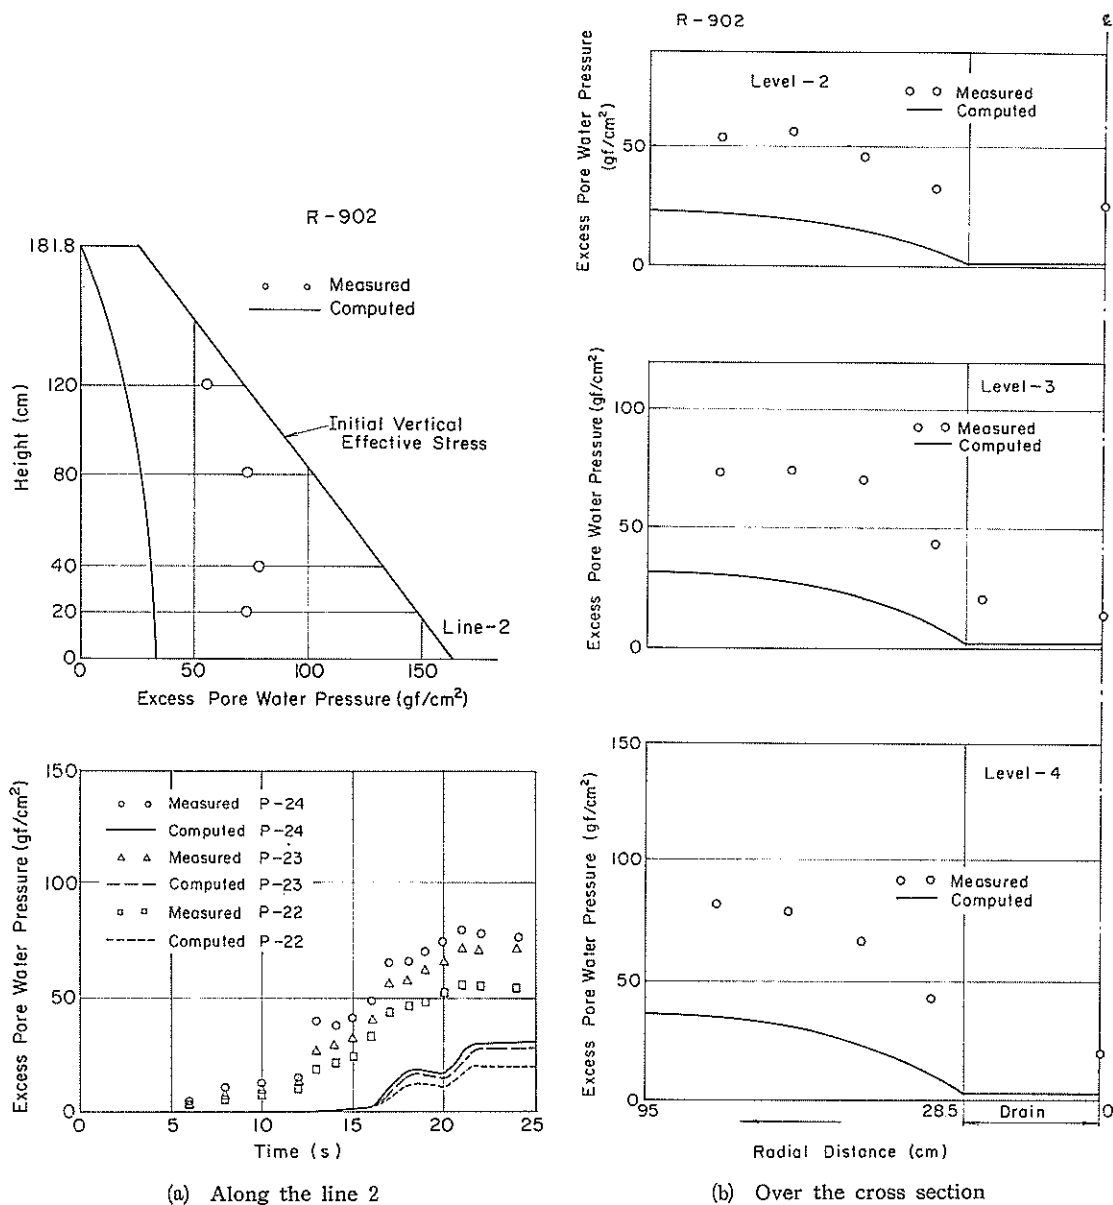 R-902
181.8
Measured
Computed
120
Height (cm)
Initial Vertical
Effective Stress
80
40
20
Line-2
0
0
50
100
150
Excess Pore Water Pressure (gf/cm²)
150
Measured P-24
Computed P-24
Measured P-23
Computed P-23
Measured P-22
Computed P-22
100
50
0
Excess Pore Water Pressure (gf/cm²)
0
5
10
15
20
25
Time (s)
(a) Along the line 2
R-902
℄
Level-2
Measured
Computed
50
0
Excess Pore Water Pressure
(gf/cm²)
Level-3
100
Measured
Computed
50
0
Excess Pore Water Pressure (gf/cm²)
150
Level-4
100
Measured
Computed
50
0
Excess Pore Water Pressure (gf/cm²)
95
28.5
Drain
0
Radial Distance (cm)
(b) Over the cross section